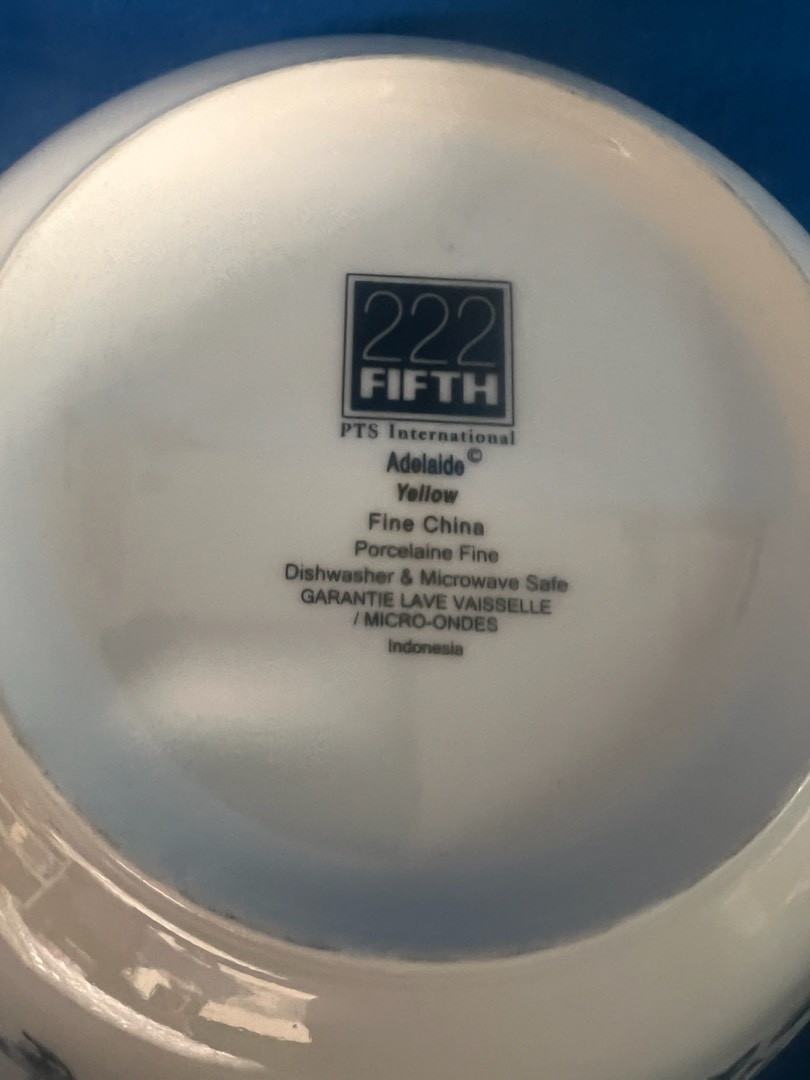 222
FIFTH
PTS International
Adelaide©
Yellow
Fine China
Porcelaine Fine
Dishwasher & Microwave Safe
GARANTIE LAVE VAISSELLE
/ MICRO-ONDES
Indonesia